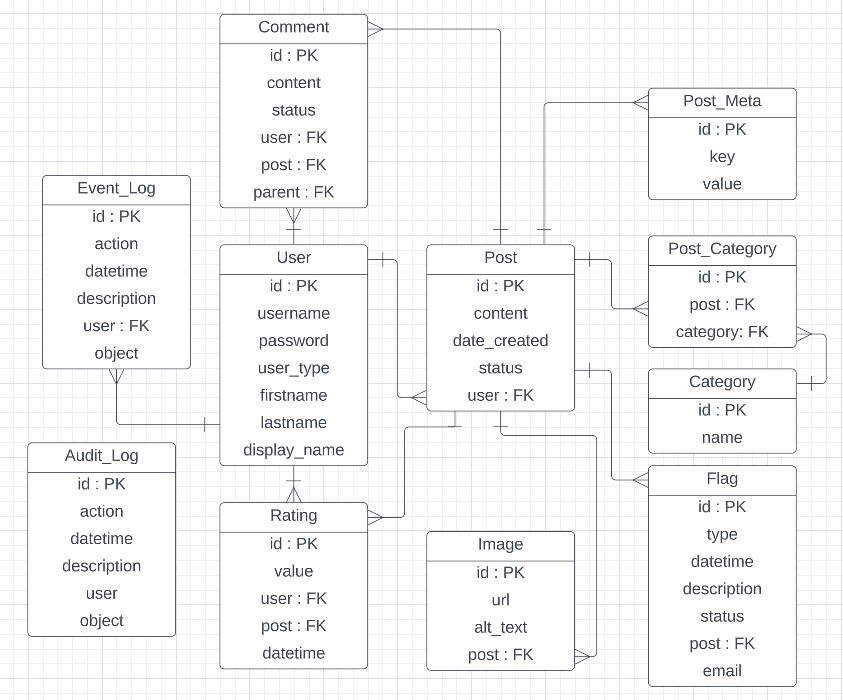 Comment
id : PK
content
status
user : FK
post : FK
parent : FK
Post_Meta
id : PK
key
value
Event_Log
id : PK
action
datetime
description
user : FK
object
User
id : PK
username
password
user_type
firstname
lastname
display_name
Post
id : PK
content
date_created
status
user : FK
Post_Category
id : PK
post : FK
category: FK
Category
id : PK
name
Audit_Log
id : PK
action
datetime
description
user
object
Rating
id : PK
value
user : FK
post : FK
datetime
Image
id : PK
url
alt_text
post : FK
Flag
id : PK
type
datetime
description
status
post : FK
email